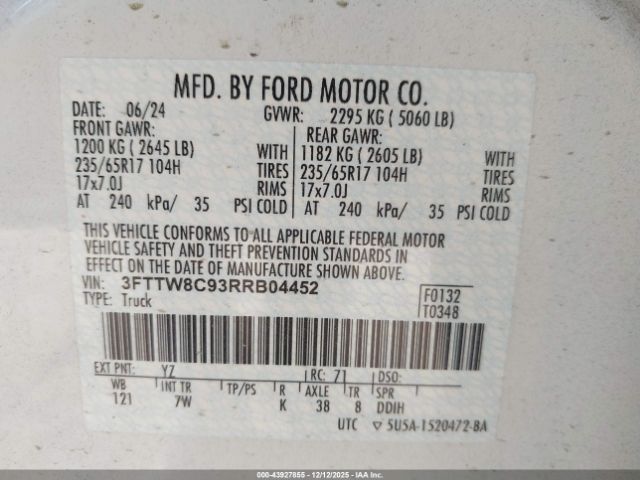 MFD. BY FORD MOTOR CO.
DATE: 06/24 GVWR: 2295 KG ( 5060 LB)
FRONT GAWR: REAR GAWR:
1200 KG ( 2645 LB) WITH 1182 KG ( 2605 LB) WITH
235/65R17 104H TIRES 235/65R17 104H TIRES
17x7.0J RIMS 17x7.0J RIMS
AT 240 kPa/ 35 PSI COLD AT 240 kPa/ 35 PSI COLD
THIS VEHICLE CONFORMS TO ALL APPLICABLE FEDERAL MOTOR
VEHICLE SAFETY AND THEFT PREVENTION STANDARDS IN
EFFECT ON THE DATE OF MANUFACTURE SHOWN ABOVE.
VIN: 3FTTW8C93RRB04452 F0132
TYPE: Truck T0348
EXT PNT: YZ RC: 71 DSO:
WB INT TR TP/PS R AXLE TR SPR
121 7W K 38 8 DDIH
UTC ▽ 5U5A-1520472-BA
000-43927855 - 12/12/2025 - IAAI.COM